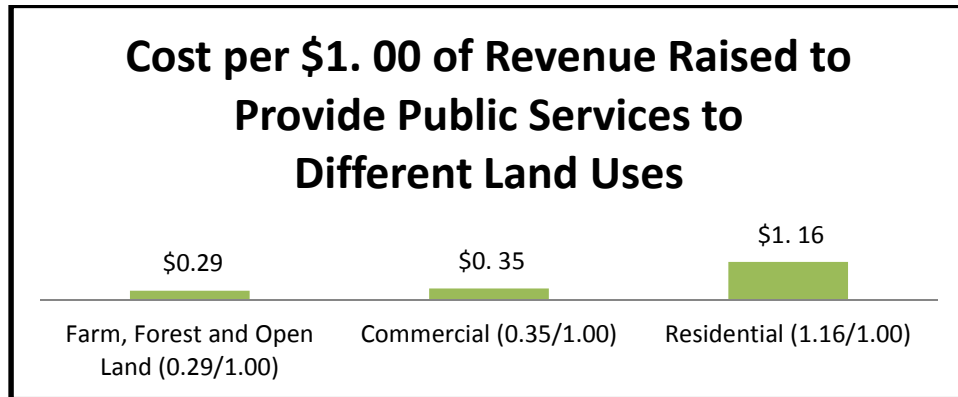 Cost per $1. 00 of Revenue Raised to
Provide Public Services to
Different Land Uses
$0.29
$0. 35
$1. 16
Farm, Forest and Open
Land (0.29/1.00)
Commercial (0.35/1.00)
Residential (1.16/1.00)